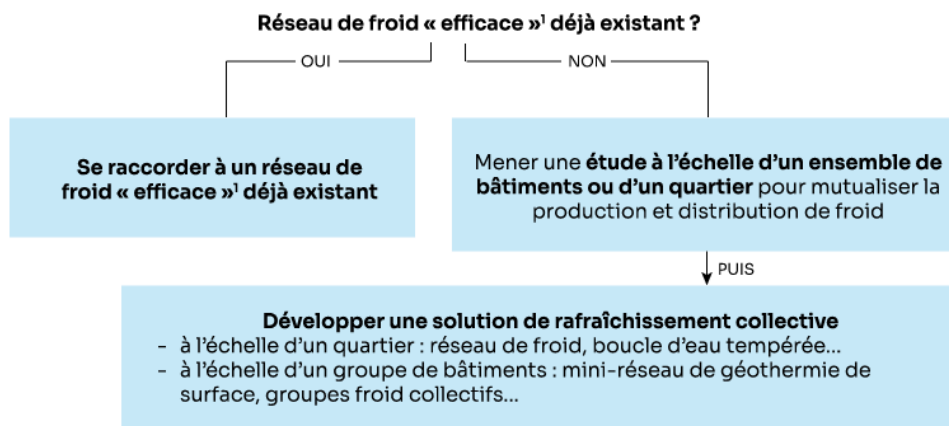 Réseau de froid « efficace »¹ déjà existant ?
OUI
NON
Se raccorder à un réseau de
froid « efficace »¹ déjà existant
Mener une étude à l’échelle d’un ensemble de
bâtiments ou d’un quartier pour mutualiser la
production et distribution de froid
PUIS
Développer une solution de rafraîchissement collective
- à l’échelle d’un quartier : réseau de froid, boucle d’eau tempérée...
- à l’échelle d’un groupe de bâtiments : mini-réseau de géothermie de
surface, groupes froid collectifs...